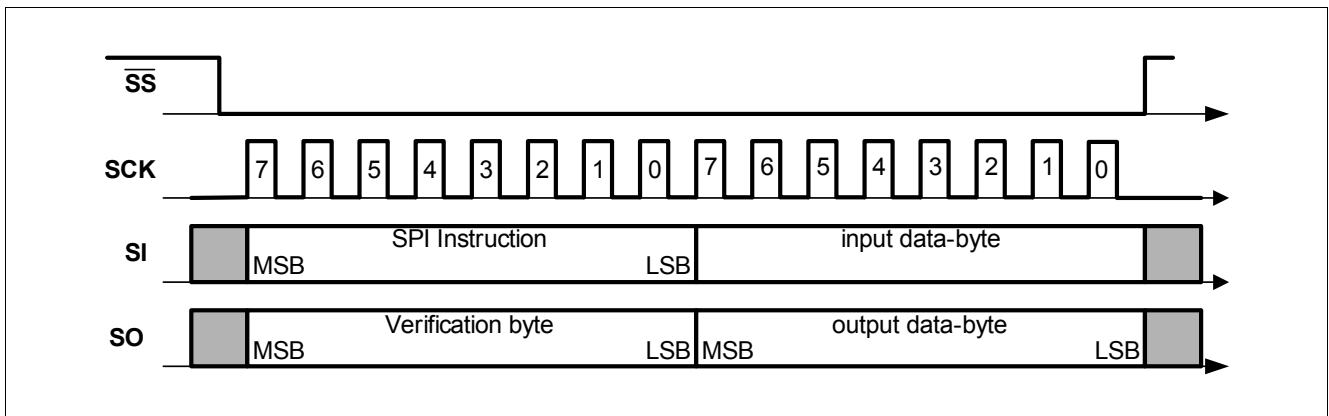 SS
SCK 7 6 5 4 3 2 1 0 7 6 5 4 3 2 1 0
SI SPI Instruction input data-byte
MSB LSB
SO Verification byte output data-byte
MSB LSB MSB LSB